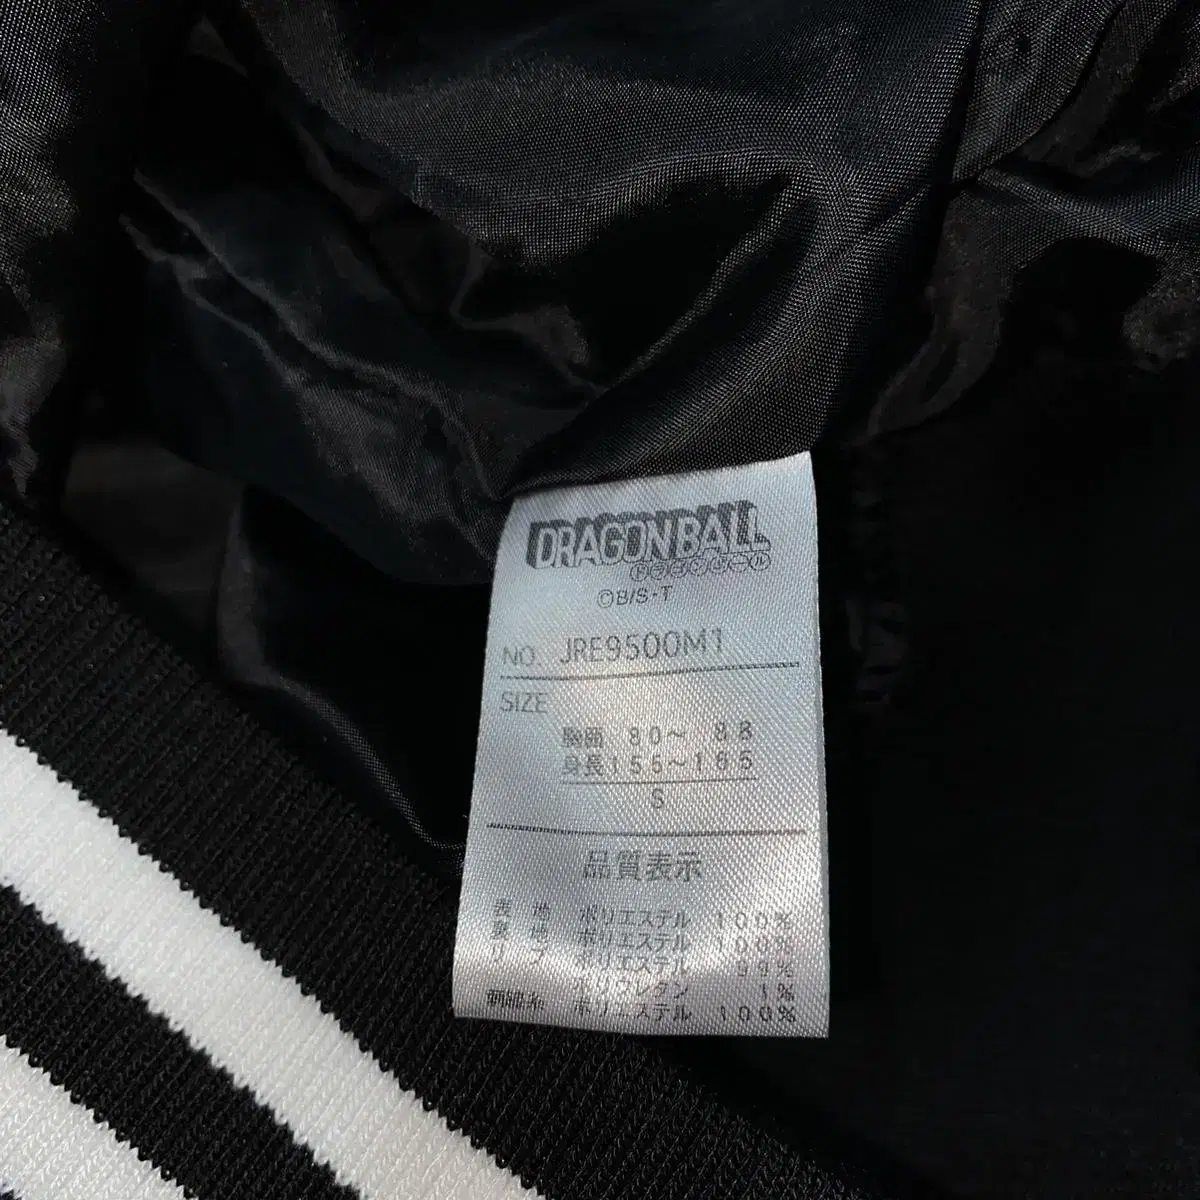 DRAGONBALL
ドラゴンボール
©B/S・T
NO. JRE9500M1
SIZE
胸囲 80〜 88
身長155〜165
S
品質表示
表 地 ポリエステル 100%
裏 地 ポリエステル 100%
リ ブ ポリエステル 99%
ポリウレタン 1%
刺繍糸 ポリエステル 100%